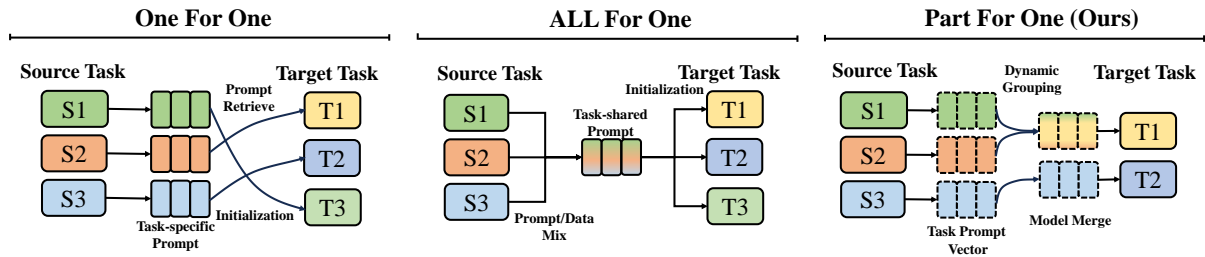 One For One
Source Task
Target Task
Prompt
Retrieve
S1
T1
S2
T2
S3
T3
Initialization
Task-specific
Prompt
ALL For One
Source Task
Target Task
Initialization
S1
T1
Task-shared
Prompt
S2
T2
S3
T3
Prompt/Data
Mix
Part For One (Ours)
Source Task
Dynamic
Grouping
Target Task
S1
T1
S2
T2
S3
Task Prompt
Vector
Model Merge